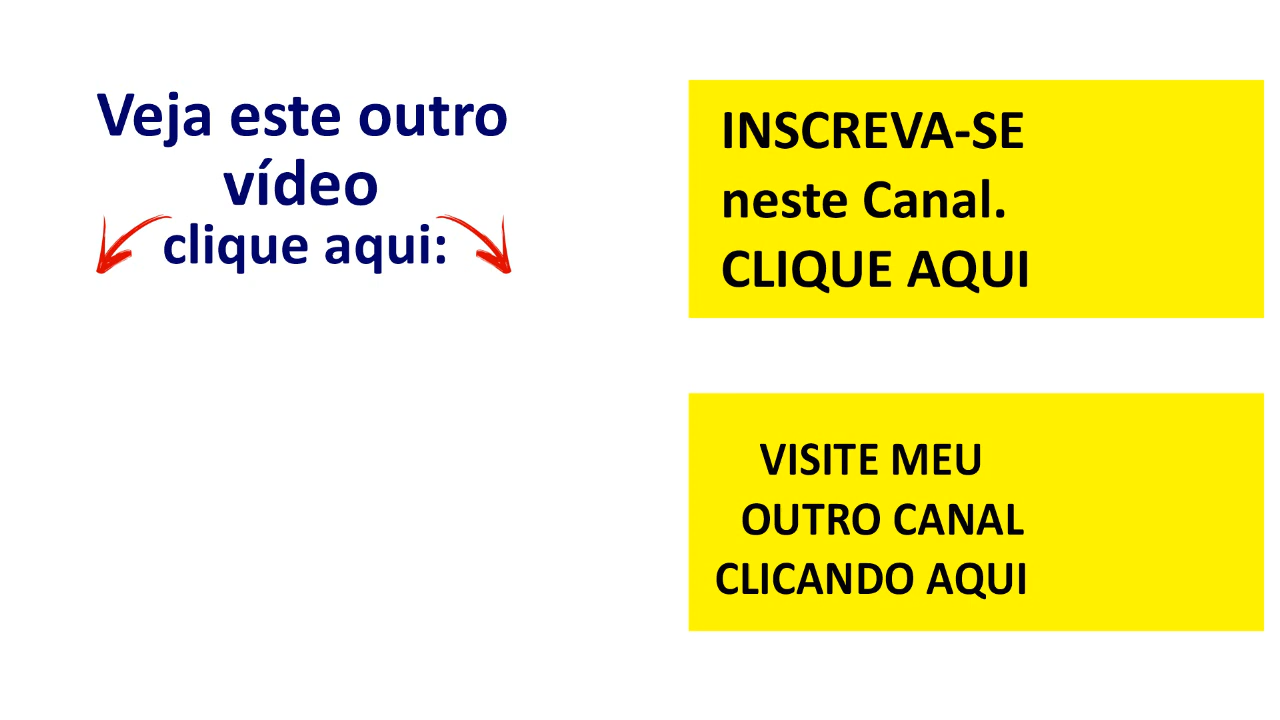 Veja este outro
vídeo
clique aqui:
INSCREVA-SE
neste Canal.
CLIQUE AQUI
VISITE MEU
OUTRO CANAL
CLICANDO AQUI